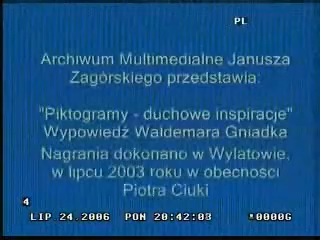 PL
Archiwum Multimedialne Janusza
Zagórskiego przedstawia:
"Piktogramy - duchowe inspiracje"
Wypowiedź Waldemara Gniadka
Nagrania dokonano w Wylatowie,
w lipcu 2003 roku w obecności
Piotra Ciuki
4
LIP 24.2006 PON 20:42:03 *0000G